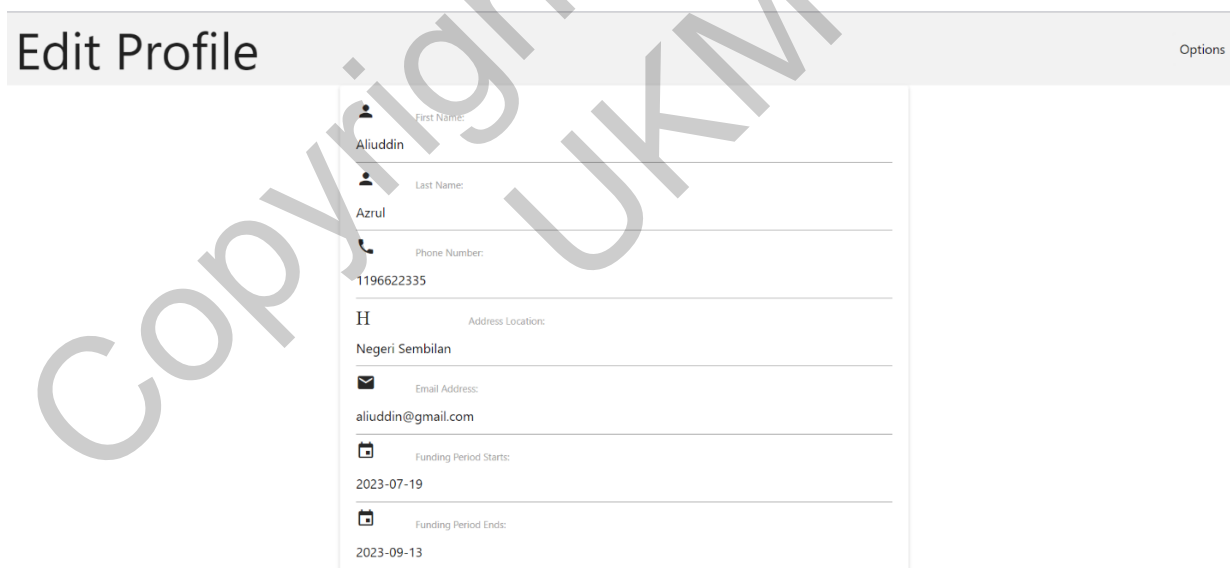 Edit Profile
Options
First Name:
Aliuddin
Last Name:
Azrul
Phone Number:
1196622335
H Address Location:
Negeri Sembilan
Email Address:
aliuddin@gmail.com
Funding Period Starts:
2023-07-19
Funding Period Ends:
2023-09-13
Copyrigh
UKM